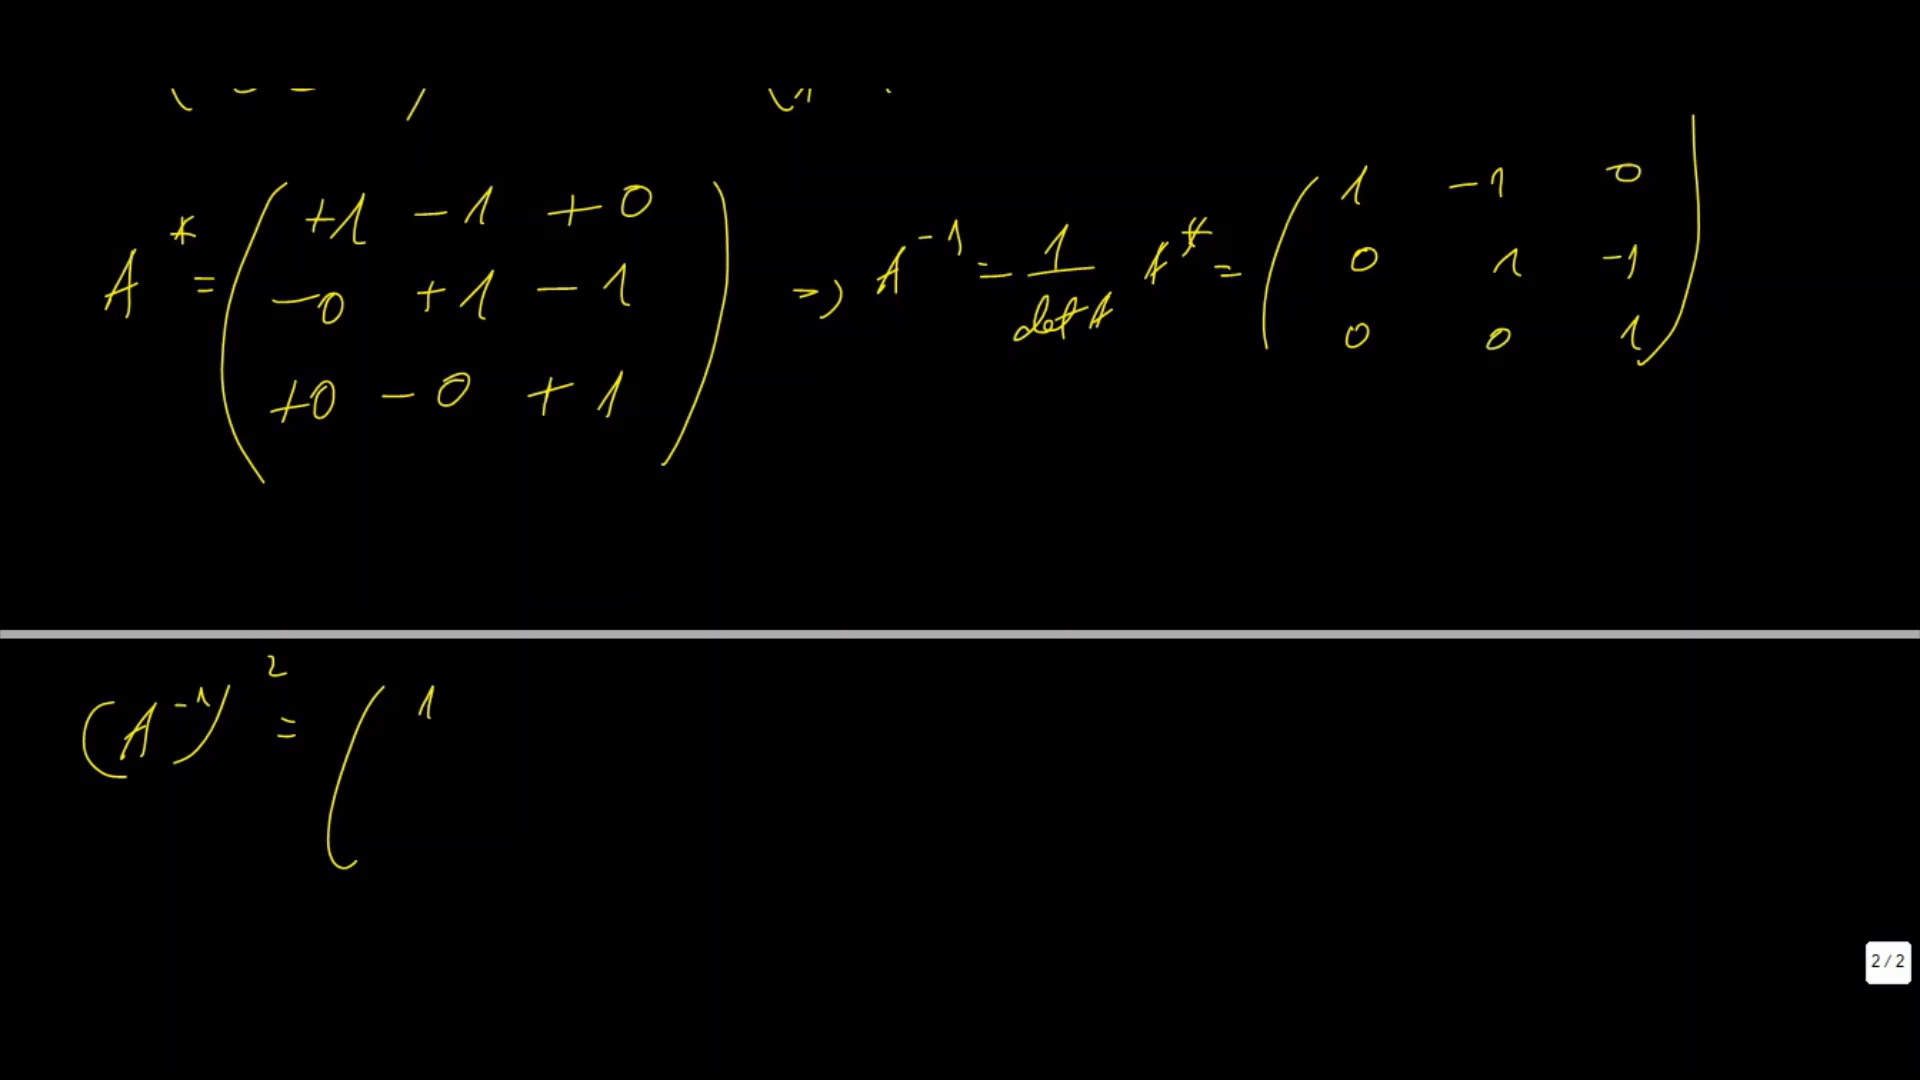 A* = ( +1 -1 +0
-0 +1 -1
+0 -0 +1 )
=> A⁻¹ = 1/det A A* = ( 1 -1 0
0 1 -1
0 0 1 )
(A⁻¹)² = ( 1
2/2